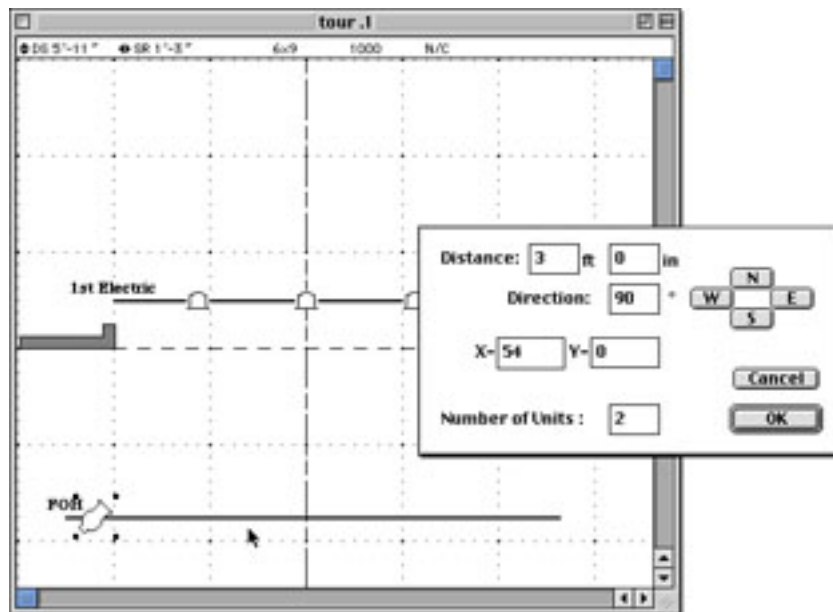 tour .1
DS 5'-11" SR 1'-3" 6x9 1000 N/C
1st Electric
Distance: 3 ft 0 in
Direction: 90 °
N
W E
S
X= 54 Y= 0
Cancel
Number of Units : 2
OK
FOH